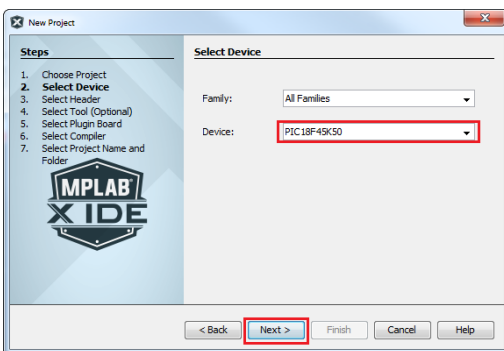 New Project
Steps
1. Choose Project
2. Select Device
3. Select Header
4. Select Tool (Optional)
5. Select Plugin Board
6. Select Compiler
7. Select Project Name and
Folder
MPLAB
X IDE
Select Device
Family: All Families
Device: PIC18F45K50
< Back Next > Finish Cancel Help